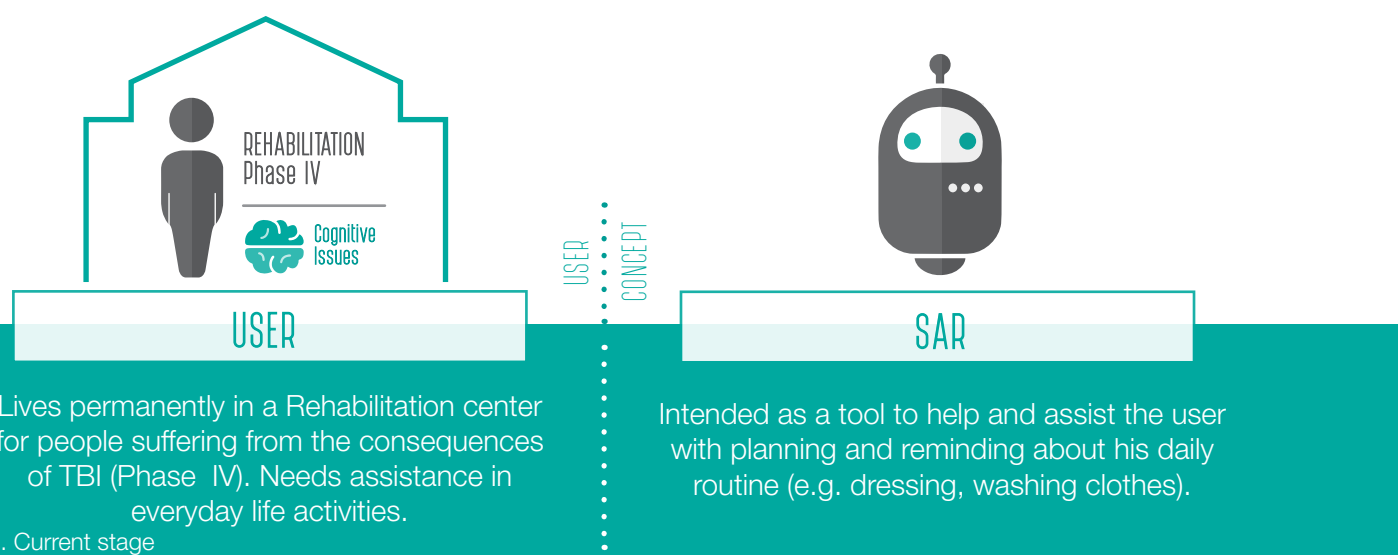 REHABILITATION
Phase IV
Cognitive
Issues
USER
CONCEPT
USER
Lives permanently in a Rehabilitation center
for people suffering from the consequences
of TBI (Phase IV). Needs assistance in
everyday life activities.
. Current stage
SAR
Intended as a tool to help and assist the user
with planning and reminding about his daily
routine (e.g. dressing, washing clothes).